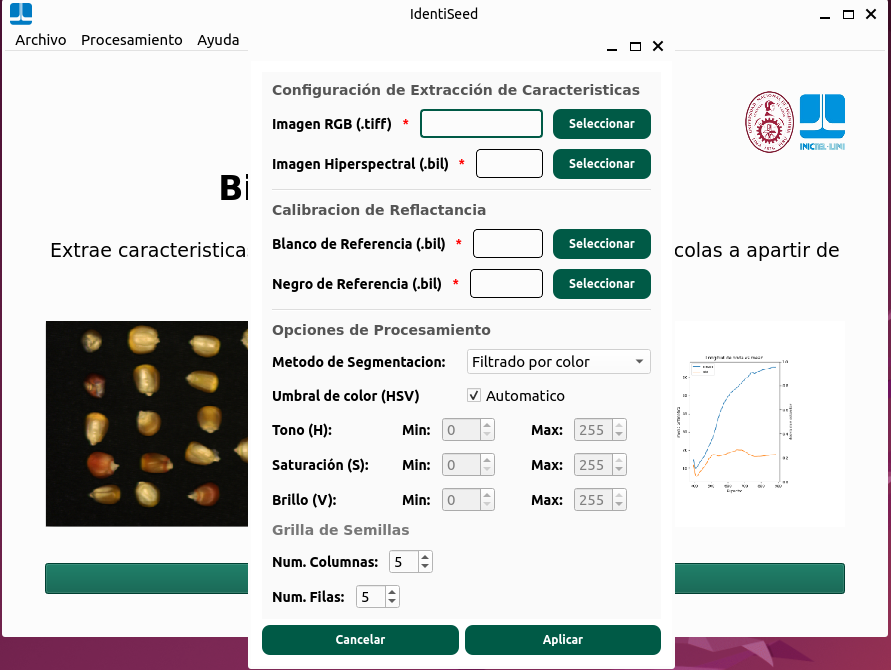 IdentiSeed
Archivo Procesamiento Ayuda
Configuración de Extracción de Caracteristicas
Imagen RGB (.tiff) * Seleccionar
Imagen Hiperspectral (.bil) * Seleccionar
Bi
Calibracion de Reflactancia
Extrae caracteristica colas a apartir de
Blanco de Referencia (.bil) * Seleccionar
Negro de Referencia (.bil) * Seleccionar
Opciones de Procesamiento
Metodo de Segmentacion: Filtrado por color
Umbral de color (HSV) Automatico
Tono (H): Min: 0 Max: 255
Saturación (S): Min: 0 Max: 255
Brillo (V): Min: 0 Max: 255
Grilla de Semillas
Num. Columnas: 5
Num. Filas: 5
Cancelar Aplicar
INICTEL-UNI